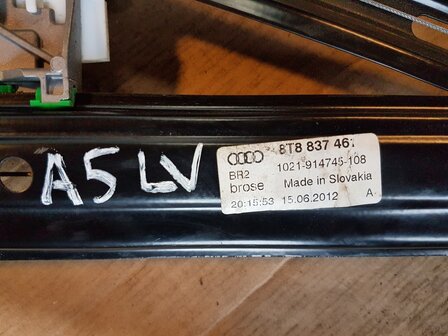 A5 LV
8T8 837 461
BR2 1021-914745-108
brose Made in Slovakia
20:15:53 15.06.2012 A